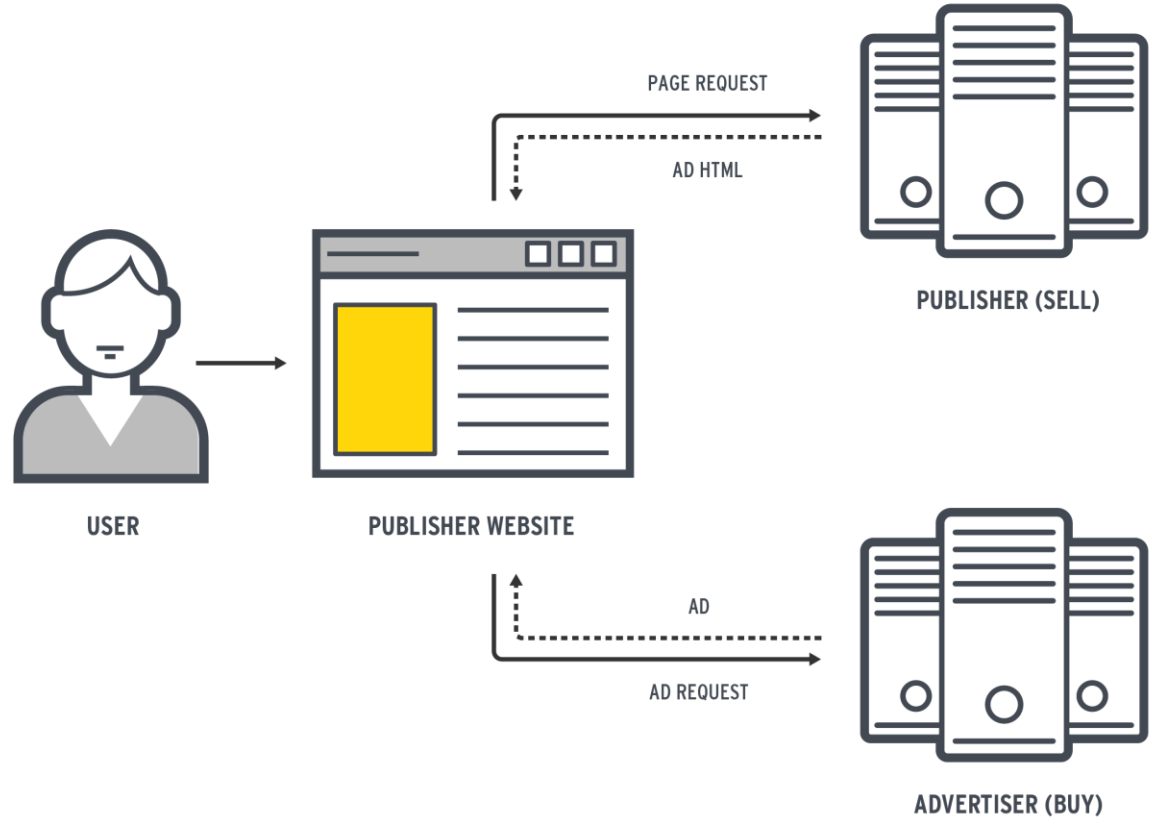 PAGE REQUEST
AD HTML
PUBLISHER (SELL)
USER
PUBLISHER WEBSITE
AD
AD REQUEST
ADVERTISER (BUY)